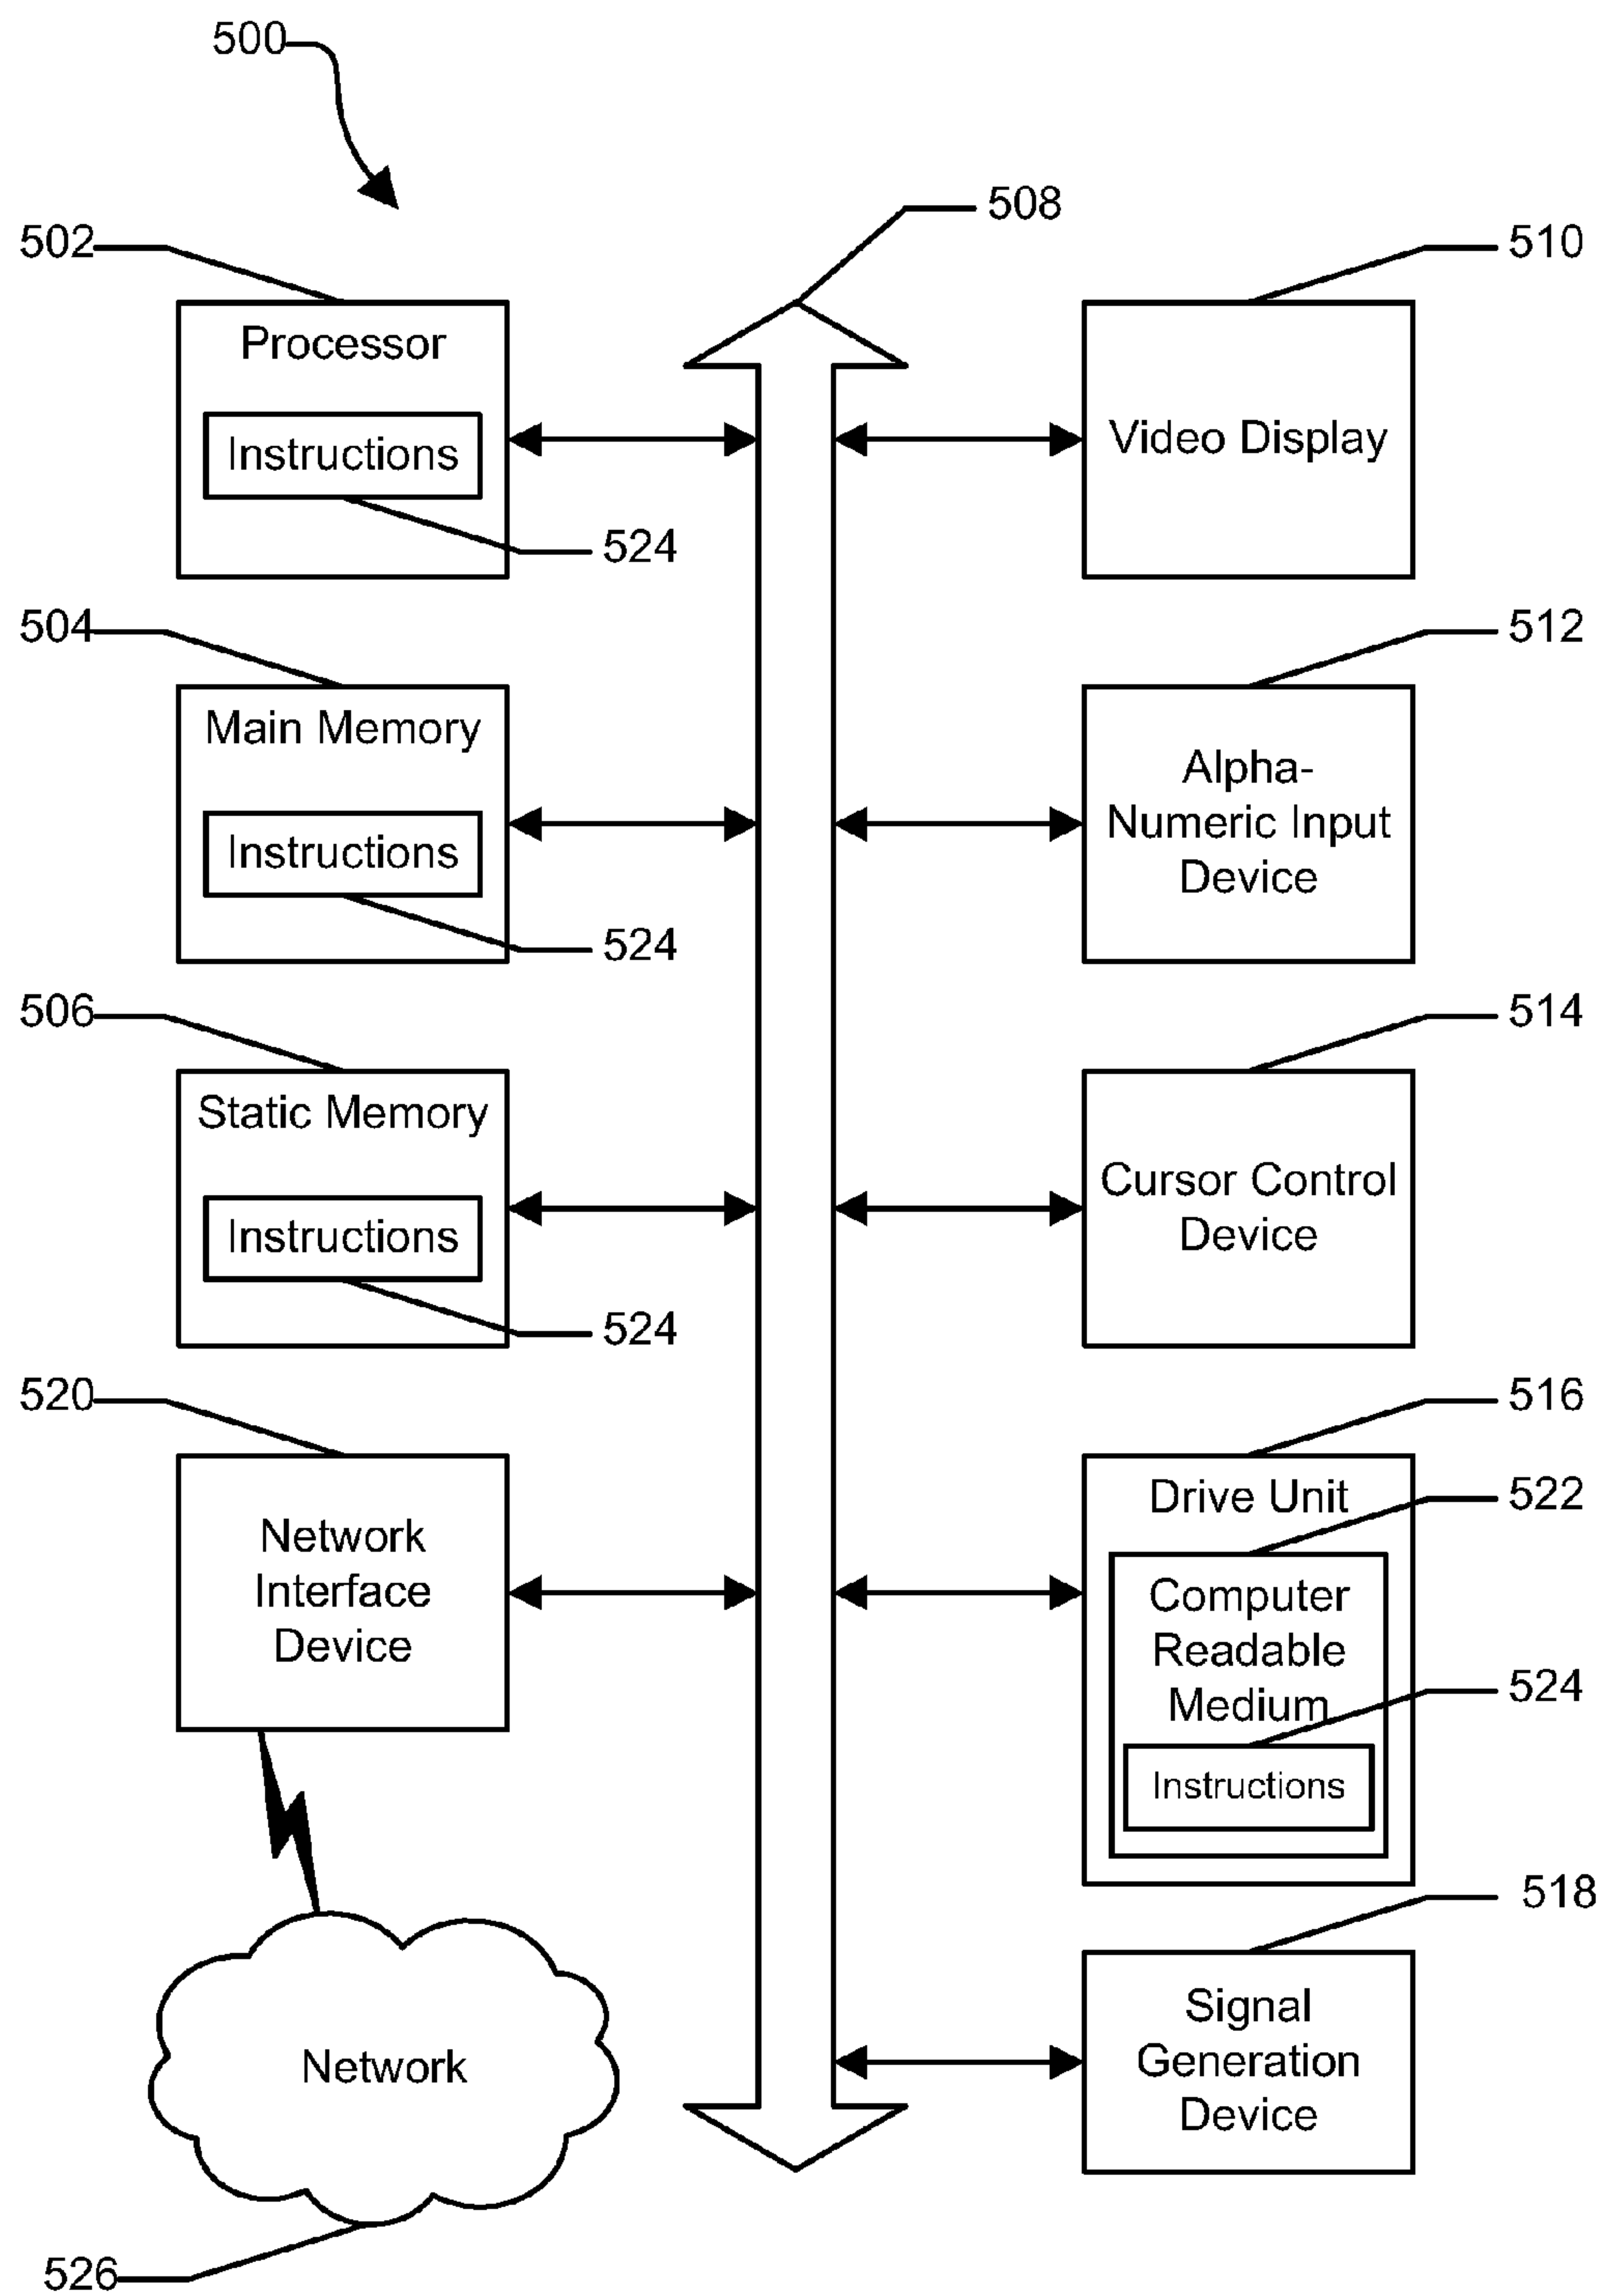 500
508
502
510
Processor
Instructions
524
Video Display
504
512
Main Memory
Instructions
524
Alpha-
Numeric Input
Device
506
514
Static Memory
Instructions
524
Cursor Control
Device
520
516
Network
Interface
Device
Drive Unit
522
Computer
Readable
Medium
524
Instructions
518
Network
Signal
Generation
Device
526